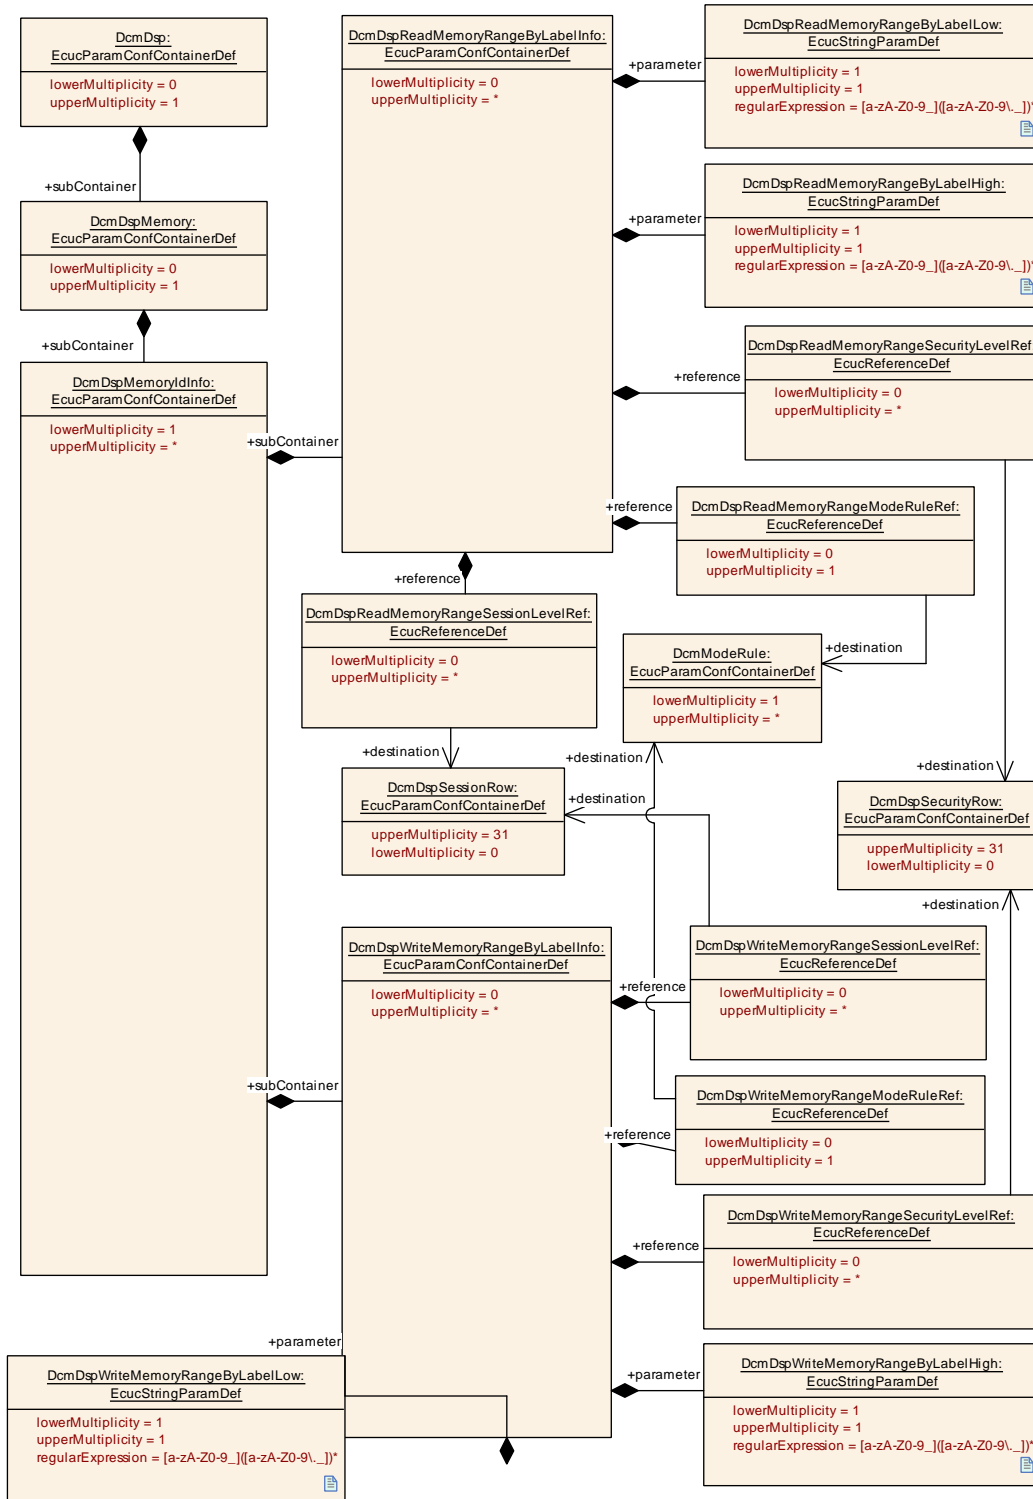 DcmDsp:
EcucParamConfContainerDef
lowerMultiplicity = 0
upperMultiplicity = 1
+subContainer
DcmDspMemory:
EcucParamConfContainerDef
lowerMultiplicity = 0
upperMultiplicity = 1
+subContainer
DcmDspMemoryIdInfo:
EcucParamConfContainerDef
lowerMultiplicity = 1
upperMultiplicity = *
+subContainer
DcmDspReadMemoryRangeByLabelInfo:
EcucParamConfContainerDef
lowerMultiplicity = 0
upperMultiplicity = *
+parameter
DcmDspReadMemoryRangeByLabelLow:
EcucStringParamDef
lowerMultiplicity = 1
upperMultiplicity = 1
regularExpression = [a-zA-Z0-9_]([a-zA-Z0-9\._])*
+parameter
DcmDspReadMemoryRangeByLabelHigh:
EcucStringParamDef
lowerMultiplicity = 1
upperMultiplicity = 1
regularExpression = [a-zA-Z0-9_]([a-zA-Z0-9\._])*
+reference
DcmDspReadMemoryRangeSecurityLevelRef
EcucReferenceDef
lowerMultiplicity = 0
upperMultiplicity = *
+reference
DcmDspReadMemoryRangeModeRuleRef:
EcucReferenceDef
lowerMultiplicity = 0
upperMultiplicity = 1
+reference
DcmDspReadMemoryRangeSessionLevelRef:
EcucReferenceDef
lowerMultiplicity = 0
upperMultiplicity = *
+destination
DcmModeRule:
EcucParamConfContainerDef
lowerMultiplicity = 1
upperMultiplicity = *
+destination
+destination
+destination
DcmDspSessionRow:
EcucParamConfContainerDef
upperMultiplicity = 31
lowerMultiplicity = 0
+destination
DcmDspSecurityRow:
EcucParamConfContainerDef
upperMultiplicity = 31
lowerMultiplicity = 0
+destination
+subContainer
DcmDspWriteMemoryRangeByLabelInfo:
EcucParamConfContainerDef
lowerMultiplicity = 0
upperMultiplicity = *
+reference
DcmDspWriteMemoryRangeSessionLevelRef:
EcucReferenceDef
lowerMultiplicity = 0
upperMultiplicity = *
+reference
DcmDspWriteMemoryRangeModeRuleRef:
EcucReferenceDef
lowerMultiplicity = 0
upperMultiplicity = 1
+reference
DcmDspWriteMemoryRangeSecurityLevelRef:
EcucReferenceDef
lowerMultiplicity = 0
upperMultiplicity = *
+parameter
DcmDspWriteMemoryRangeByLabelLow:
EcucStringParamDef
lowerMultiplicity = 1
upperMultiplicity = 1
regularExpression = [a-zA-Z0-9_]([a-zA-Z0-9\._])*
+parameter
DcmDspWriteMemoryRangeByLabelHigh:
EcucStringParamDef
lowerMultiplicity = 1
upperMultiplicity = 1
regularExpression = [a-zA-Z0-9_]([a-zA-Z0-9\._])*